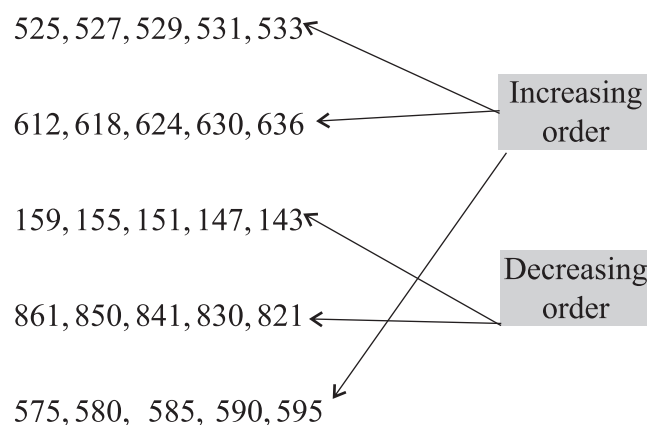 525, 527, 529, 531, 533
Increasing
order
612, 618, 624, 630, 636
159, 155, 151, 147, 143
Decreasing
order
861, 850, 841, 830, 821
575, 580, 585, 590, 595